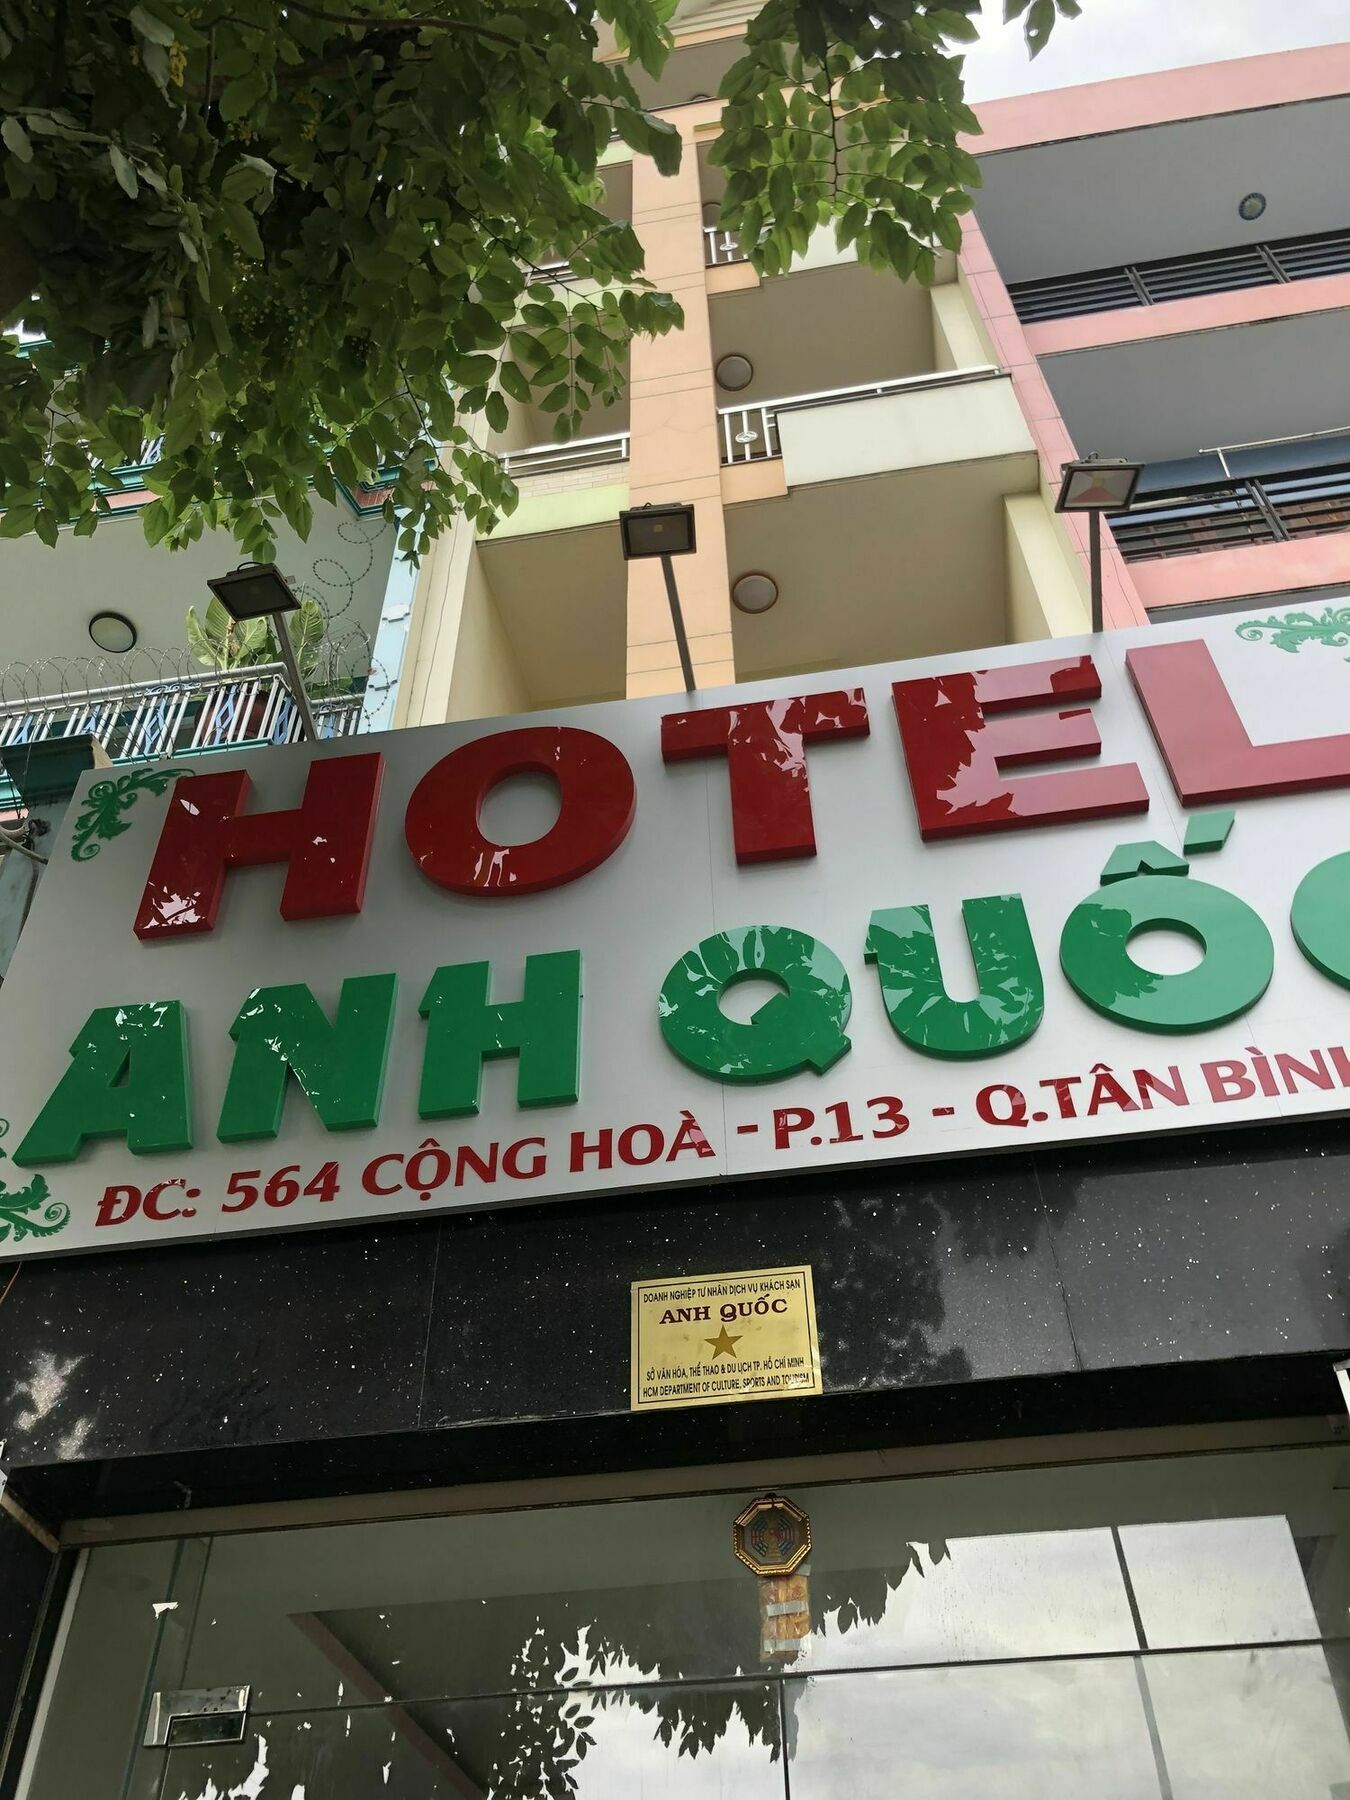 HOTEL
ANH QUỐC
ĐC: 564 CỘNG HOÀ - P.13 - Q.TÂN BÌNH
DOANH NGHIỆP TƯ NHÂN DỊCH VỤ KHÁCH SẠN
ANH QUỐC
SỞ VĂN HÓA, THỂ THAO & DU LỊCH TP. HỒ CHÍ MINH
HCM DEPARTMENT OF CULTURE, SPORTS AND TOURISM